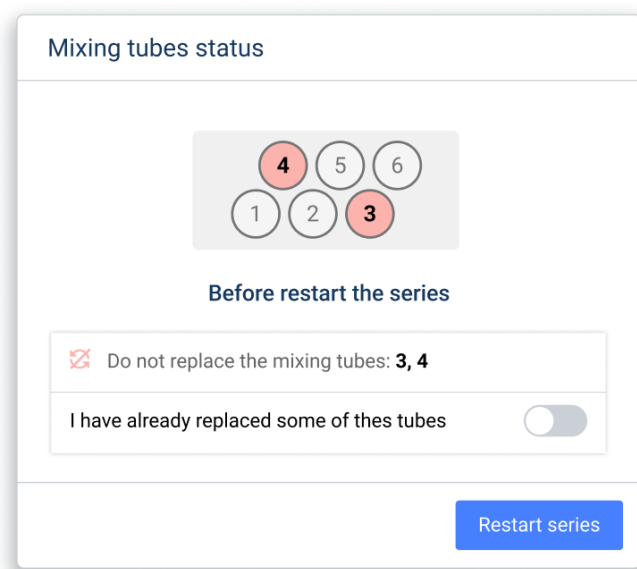 Mixing tubes status
4 5 6
1 2 3
Before restart the series
Do not replace the mixing tubes: 3, 4
I have already replaced some of thes tubes
Restart series